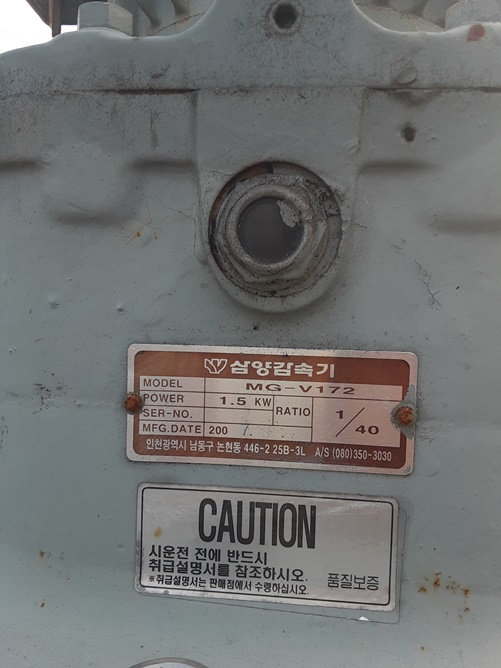 삼양감속기
MODEL MG-V172
POWER 1.5 KW RATIO 1/40
SER-NO.
MFG.DATE 200 /
인천광역시 남동구 논현동 446-2 25B-3L A/S (080)350-3030
CAUTION
시운전 전에 반드시
취급설명서를 참조하시오.
※취급설명서는 판매점에서 수령하십시오. 품질보증